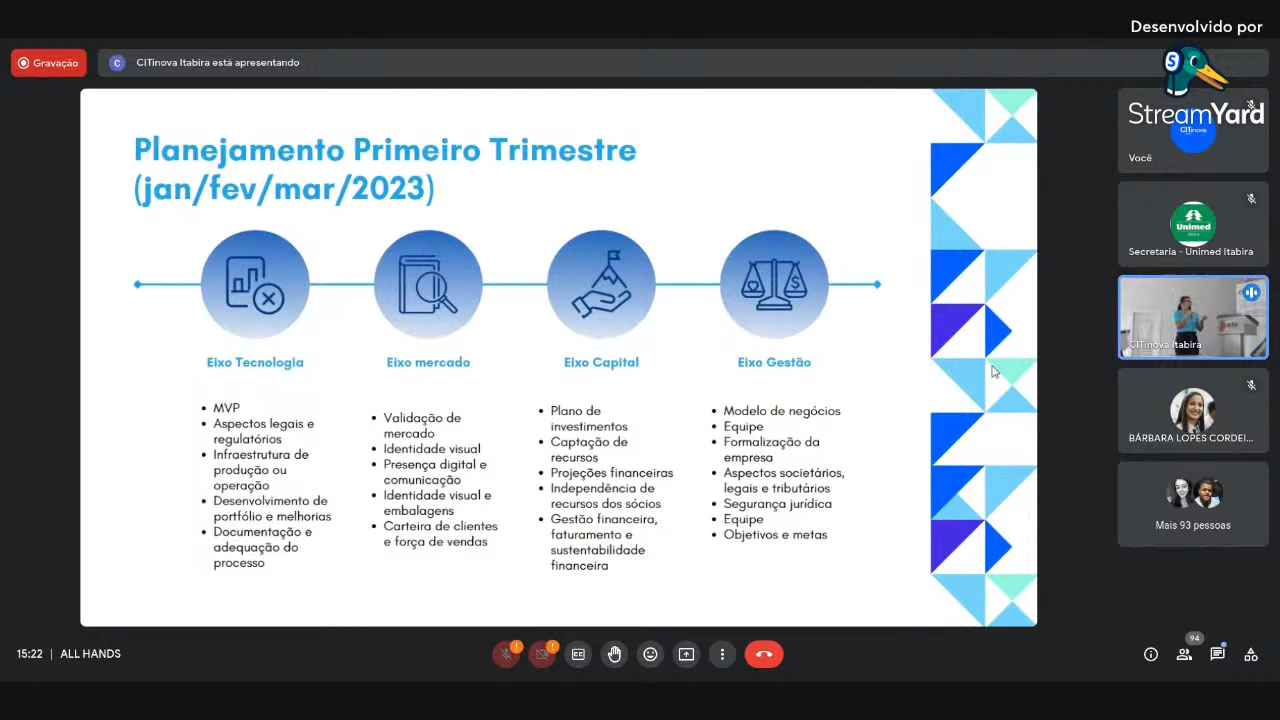 Desenvolvido por
StreamYard
Gravação
C
CITinova Itabira está apresentando
Planejamento Primeiro Trimestre
(jan/fev/mar/2023)
Eixo Tecnologia
MVP
Aspectos legais e
regulatórios
Infraestrutura de
produção ou
operação
Desenvolvimento de
portfólio e melhorias
Documentação e
adequação do
processo
Eixo mercado
Validação de
mercado
Identidade visual
Presença digital e
comunicação
Identidade visual e
embalagens
Carteira de clientes
e força de vendas
Eixo Capital
Plano de
investimentos
Captação de
recursos
Projeções financeiras
Independência de
recursos dos sócios
Gestão financeira,
faturamento e
sustentabilidade
financeira
Eixo Gestão
Modelo de negócios
Equipe
Formalização da
empresa
Aspectos societários,
legais e tributários
Segurança jurídica
Equipe
Objetivos e metas
S
$
CITinova
Você
Unimed
Secretaria - Unimed Itabira
CITinova Itabira
BÁRBARA LOPES CORDEI...
Mais 93 pessoas
15:22 | ALL HANDS
!
!
CC
94